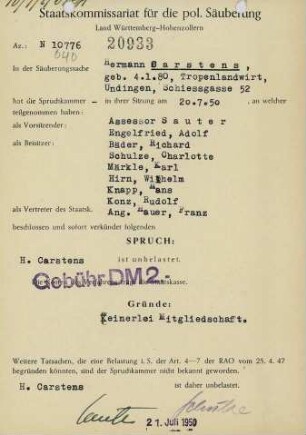 Staatskommissariat für die pol. Säuberung
Land Württemberg-Hohenzollern
Az.: N 10776 20933
040
Hermann Carstens,
In der Säuberungssache geb. 4.1.80, Tropenlandwirt,
Undingen, Schiessgasse 52
hat die Spruchkammer — in ihrer Sitzung am 20.7.50 , an welcher
teilgenommen haben:
als Vorsitzender: Assessor Sauter
Engelfried, Adolf
als Beisitzer: Bäder, Richard
Schulze, Charlotte
Märkle, Karl
Hirn, Wilhelm
Knapp, Hans
Konz, Rudolf
als Vertreter des Staatsk. Ang. Mauer, Franz
beschlossen und sofort verkündet folgenden
SPRUCH:
H. Carstens ist unbelastet.
Gebühr DM 2.-
Gründe:
Keinerlei Mitgliedschaft.
Weitere Tatsachen, die eine Belastung i.S. der Art. 4—7 der RAO vom 25. 4. 47
begründen könnten, sind der Spruchkammer nicht bekannt geworden.
H. Carstens ist daher unbelastet.
21. Juli 1950